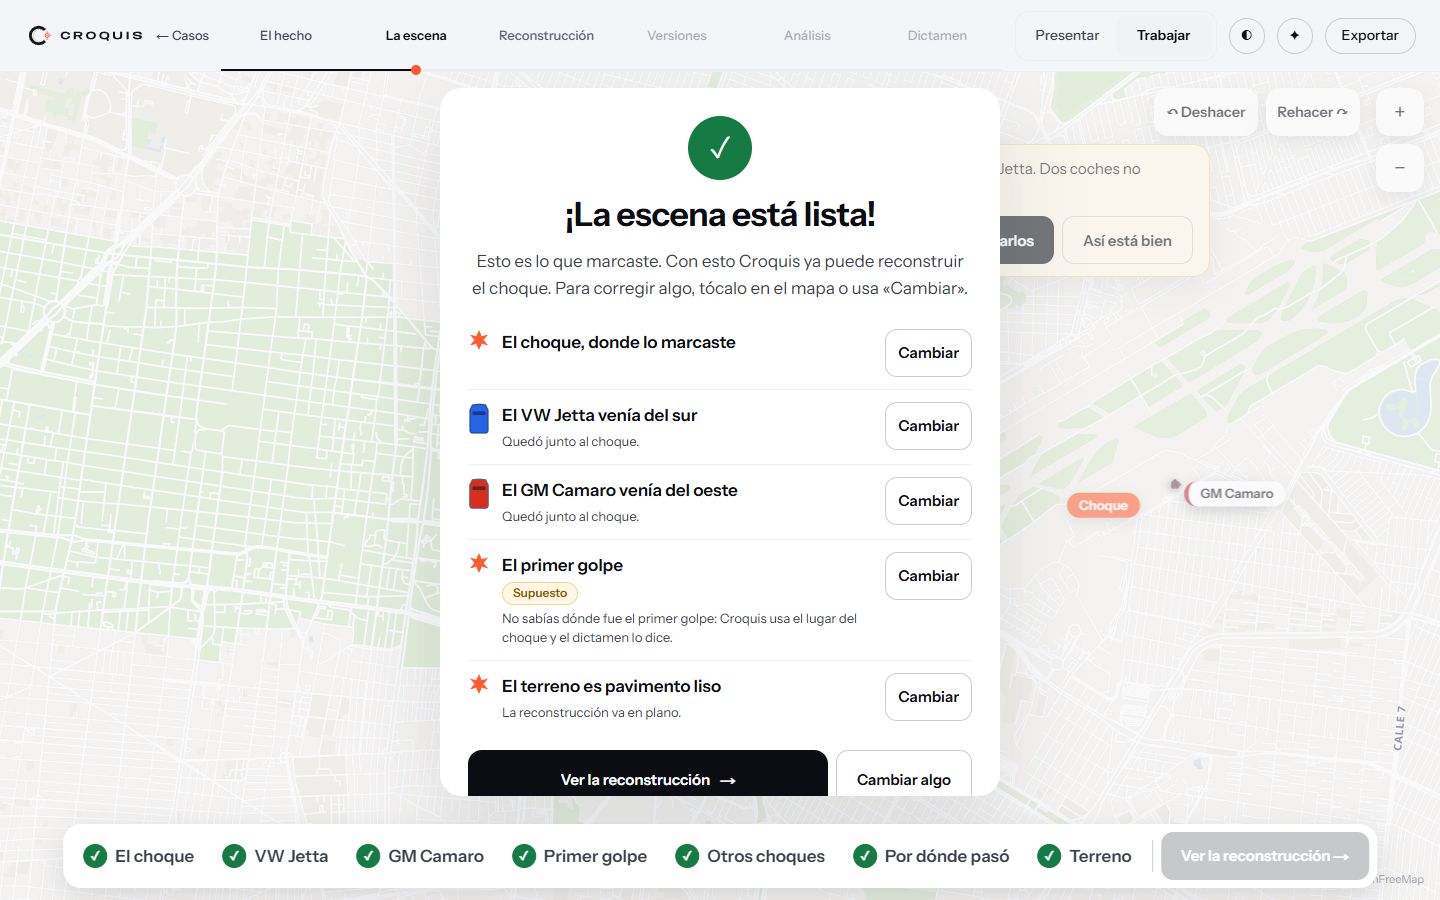 CROQUIS
← Casos
El hecho
La escena
Reconstrucción
Versiones
Análisis
Dictamen
Presentar
Trabajar
Exportar
Deshacer
Rehacer
+
−
Jetta. Dos coches no
arlos
Así está bien
¡La escena está lista!
Esto es lo que marcaste. Con esto Croquis ya puede reconstruir
el choque. Para corregir algo, tócalo en el mapa o usa «Cambiar».
El choque, donde lo marcaste
Cambiar
El VW Jetta venía del sur
Quedó junto al choque.
Cambiar
El GM Camaro venía del oeste
Quedó junto al choque.
Cambiar
El primer golpe
Supuesto
No sabías dónde fue el primer golpe: Croquis usa el lugar del
choque y el dictamen lo dice.
Cambiar
El terreno es pavimento liso
La reconstrucción va en plano.
Cambiar
Ver la reconstrucción →
Cambiar algo
Choque
GM Camaro
CALLE 7
El choque
VW Jetta
GM Camaro
Primer golpe
Otros choques
Por dónde pasó
Terreno
Ver la reconstrucción →
nFreeMap